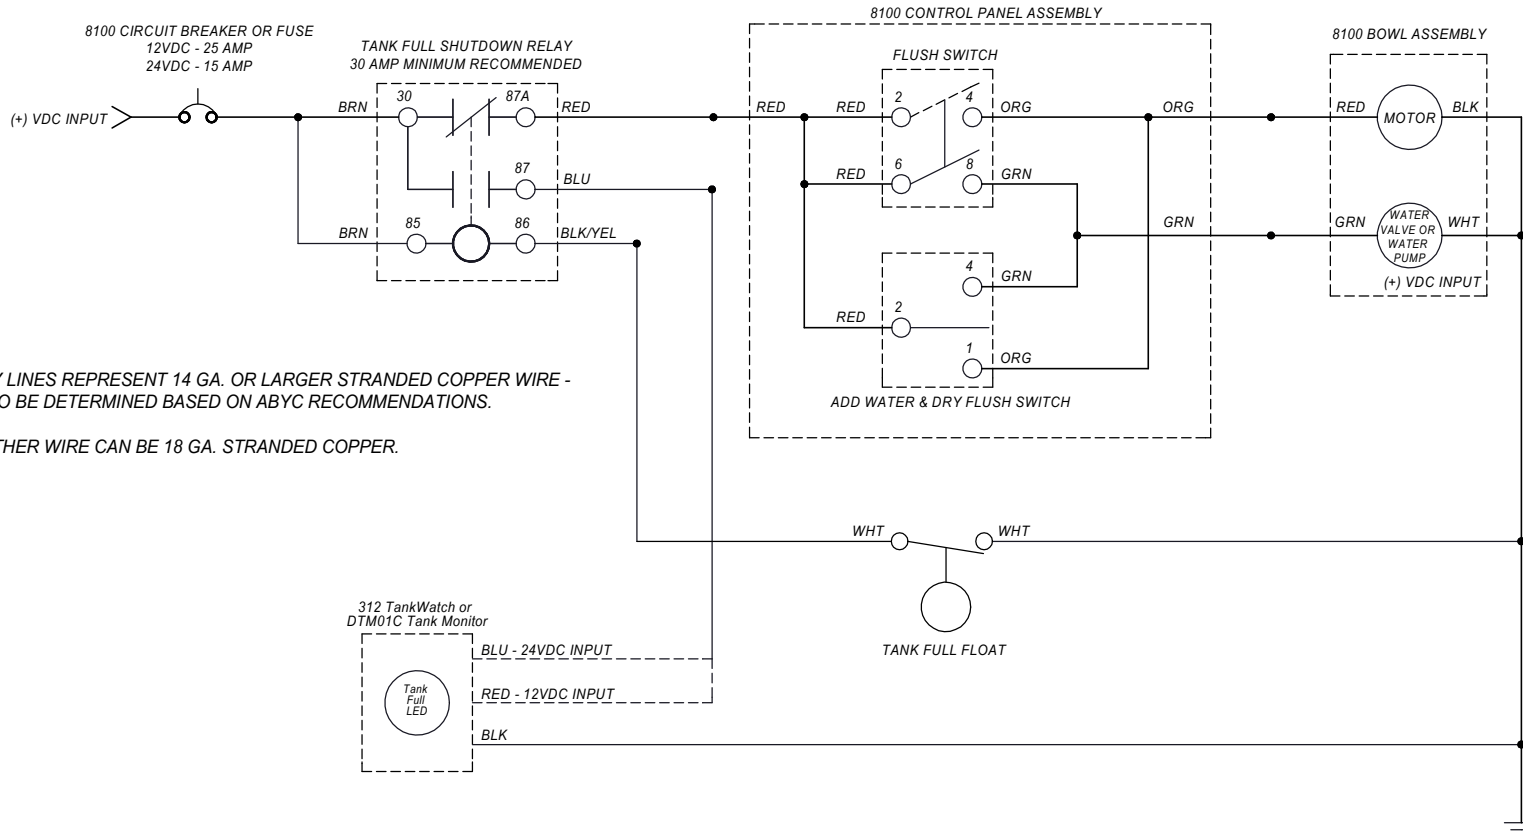 8100 CONTROL PANEL ASSEMBLY
8100 CIRCUIT BREAKER OR FUSE
12VDC - 25 AMP
24VDC - 15 AMP
TANK FULL SHUTDOWN RELAY
30 AMP MINIMUM RECOMMENDED
FLUSH SWITCH
8100 BOWL ASSEMBLY
(+) VDC INPUT
BRN
30
87A
RED
RED
RED
2
4
ORG
ORG
RED
MOTOR
BLK
87
BLU
RED
6
8
GRN
BRN
85
86
BLK/YEL
GRN
GRN
WATER
VALVE OR
WATER
PUMP
WHT
(+) VDC INPUT
4
GRN
RED
2
1
ORG
ADD WATER & DRY FLUSH SWITCH
LINES REPRESENT 14 GA. OR LARGER STRANDED COPPER WIRE -
O BE DETERMINED BASED ON ABYC RECOMMENDATIONS.
THER WIRE CAN BE 18 GA. STRANDED COPPER.
WHT
WHT
TANK FULL FLOAT
312 TankWatch or
DTM01C Tank Monitor
Tank
Full
LED
BLU - 24VDC INPUT
RED - 12VDC INPUT
BLK